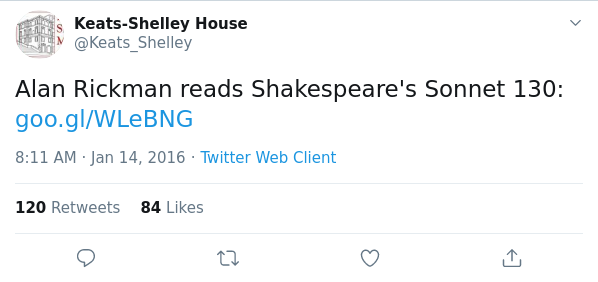 Keats-Shelley House
@Keats_Shelley
Alan Rickman reads Shakespeare's Sonnet 130:
goo.gl/WLeBNG
8:11 AM · Jan 14, 2016 · Twitter Web Client
120 Retweets 84 Likes